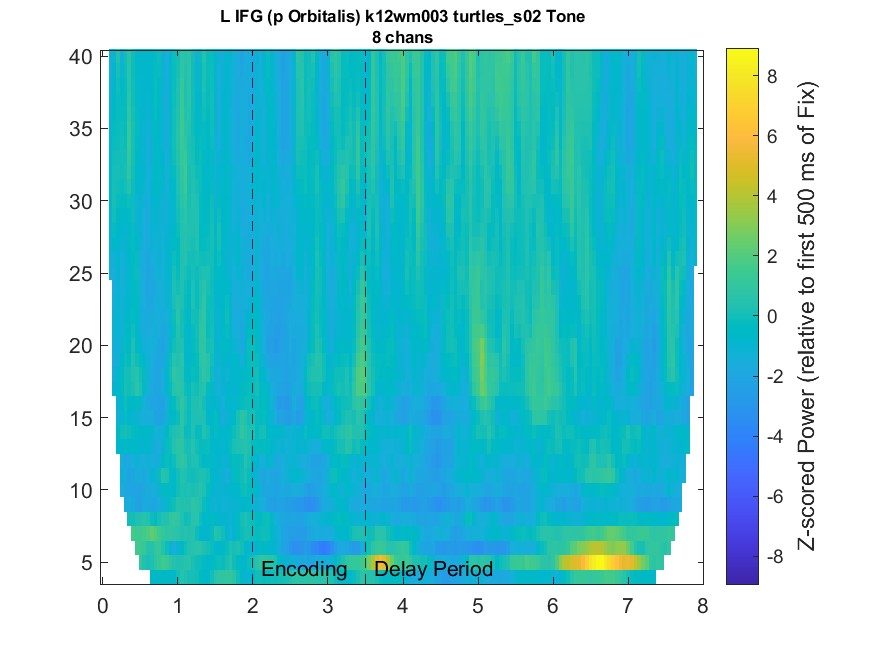 L IFG (p Orbitalis) k12wm003 turtles_s02 Tone
8 chans
40
35
30
25
20
15
10
5
Encoding
Delay Period
0 1 2 3 4 5 6 7 8
8
6
4
2
0
-2
-4
-6
-8
Z-scored Power (relative to first 500 ms of Fix)